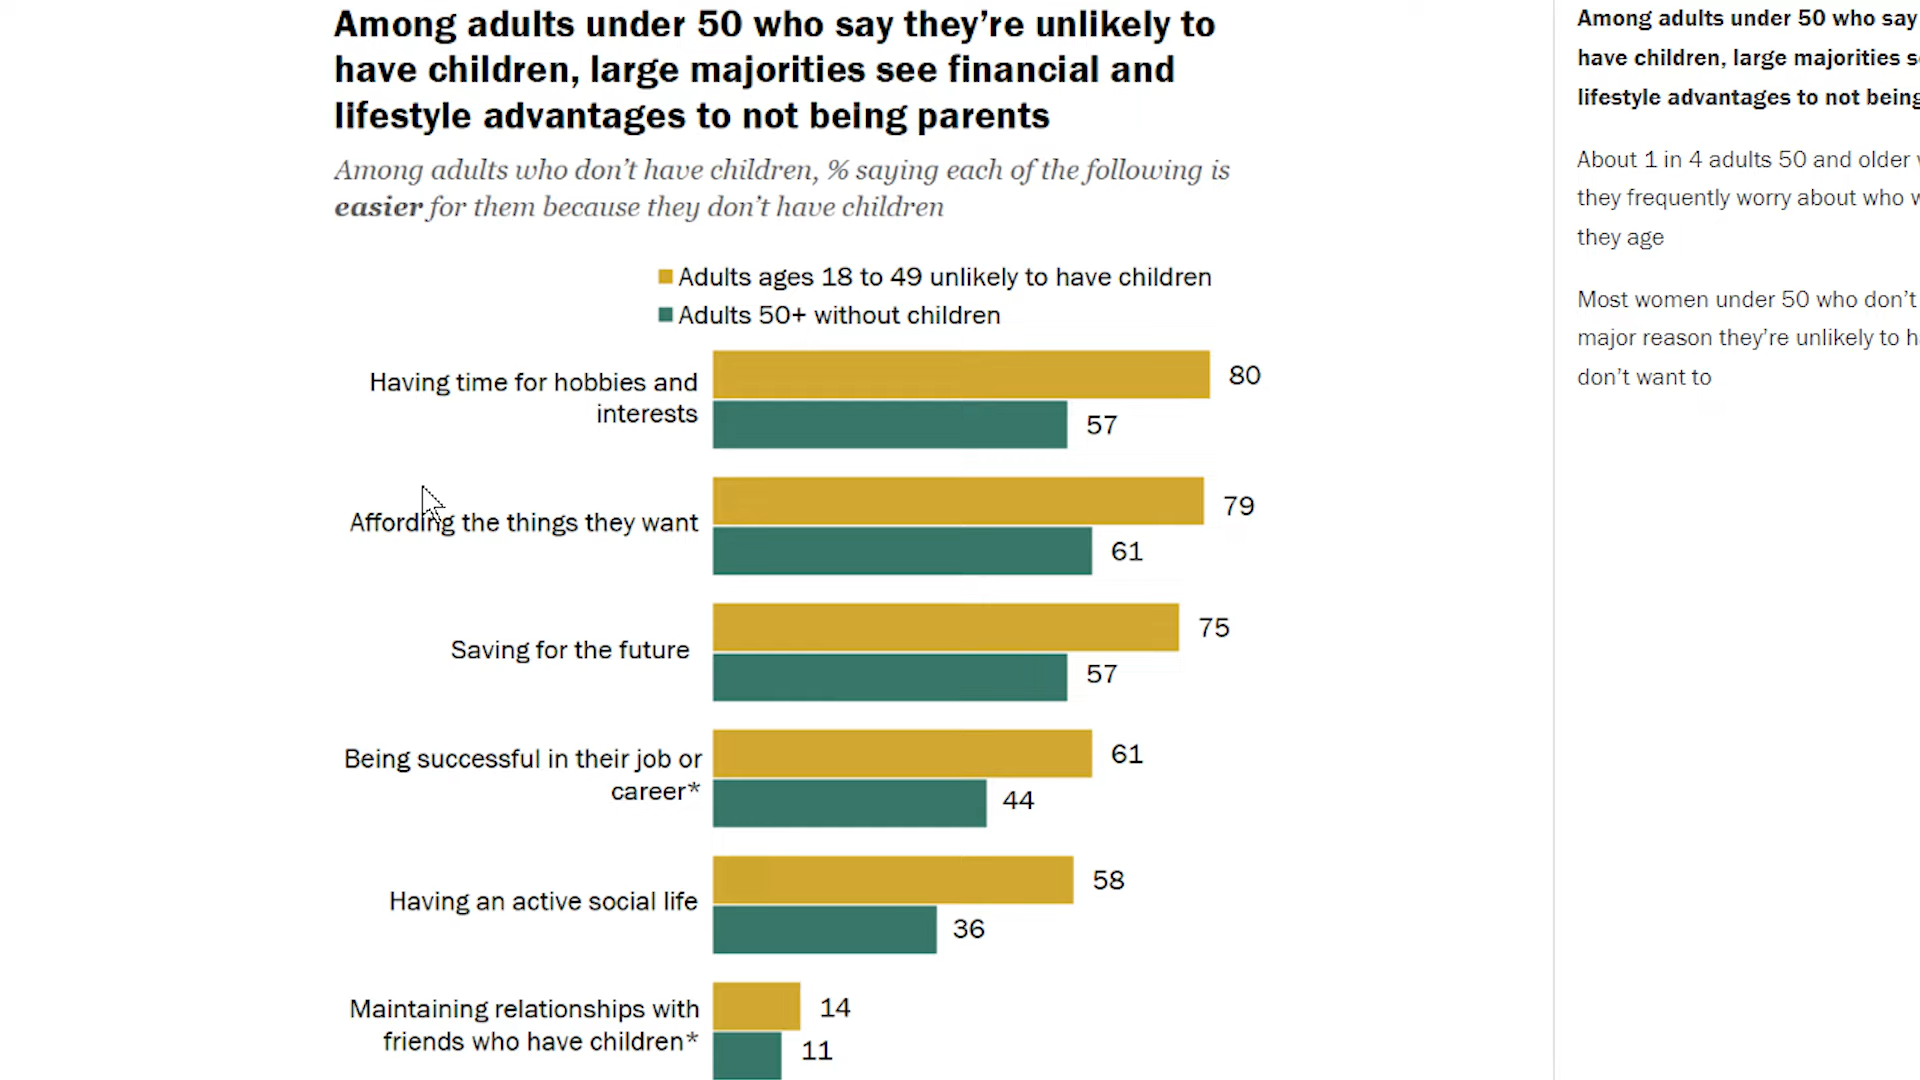 Among adults under 50 who say they're unlikely to
have children, large majorities see financial and
lifestyle advantages to not being parents
Among adults who don't have children, % saying each of the following is
easier for them because they don't have children
Adults ages 18 to 49 unlikely to have children
Adults 50+ without children
Having time for hobbies and
interests
80
57
Affording the things they want
79
61
Saving for the future
75
57
Being successful in their job or
career*
61
44
Having an active social life
58
36
Maintaining relationships with
friends who have children*
14
11
Among adults under 50 who say
have children, large majorities s
lifestyle advantages to not being
About 1 in 4 adults 50 and older
they frequently worry about who
they age
Most women under 50 who don't
major reason they're unlikely to
don't want to